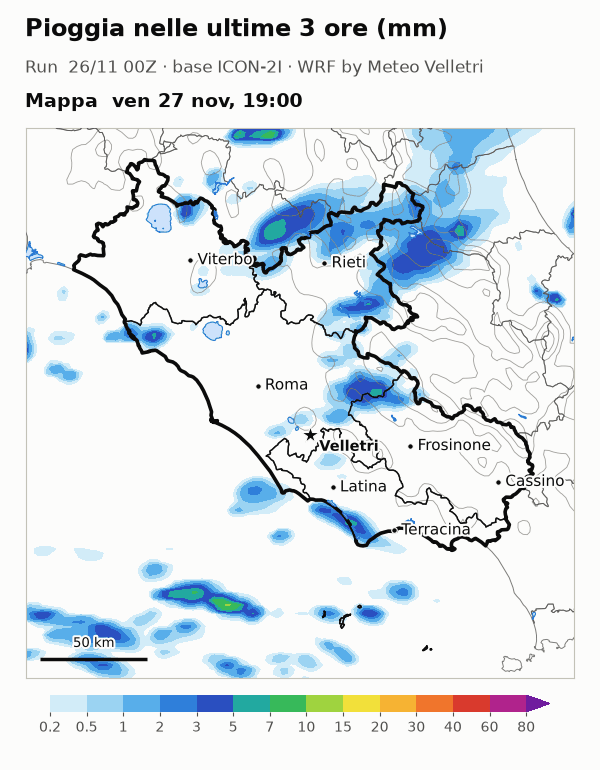 Pioggia nelle ultime 3 ore (mm)
Run  26/11 00Z · base ICON-2I · WRF by Meteo Velletri
Mappa  ven 27 nov, 19:00
Viterbo
Rieti
Roma
Velletri
Frosinone
Latina
Cassino
Terracina
50 km
0.2 0.5 1 2 3 5 7 10 15 20 30 40 60 80